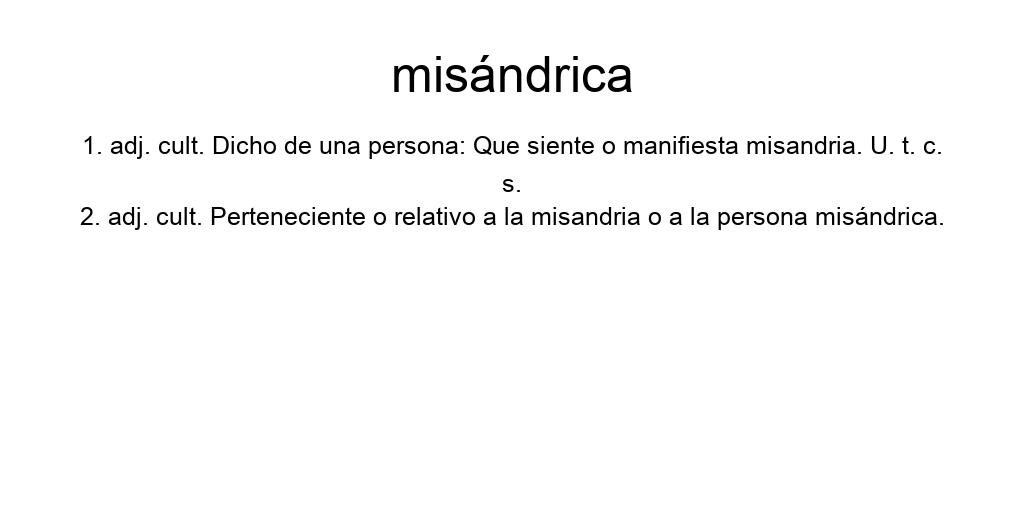 misándrica
1. adj. cult. Dicho de una persona: Que siente o manifiesta misandria. U. t. c.
s.
2. adj. cult. Perteneciente o relativo a la misandria o a la persona misándrica.